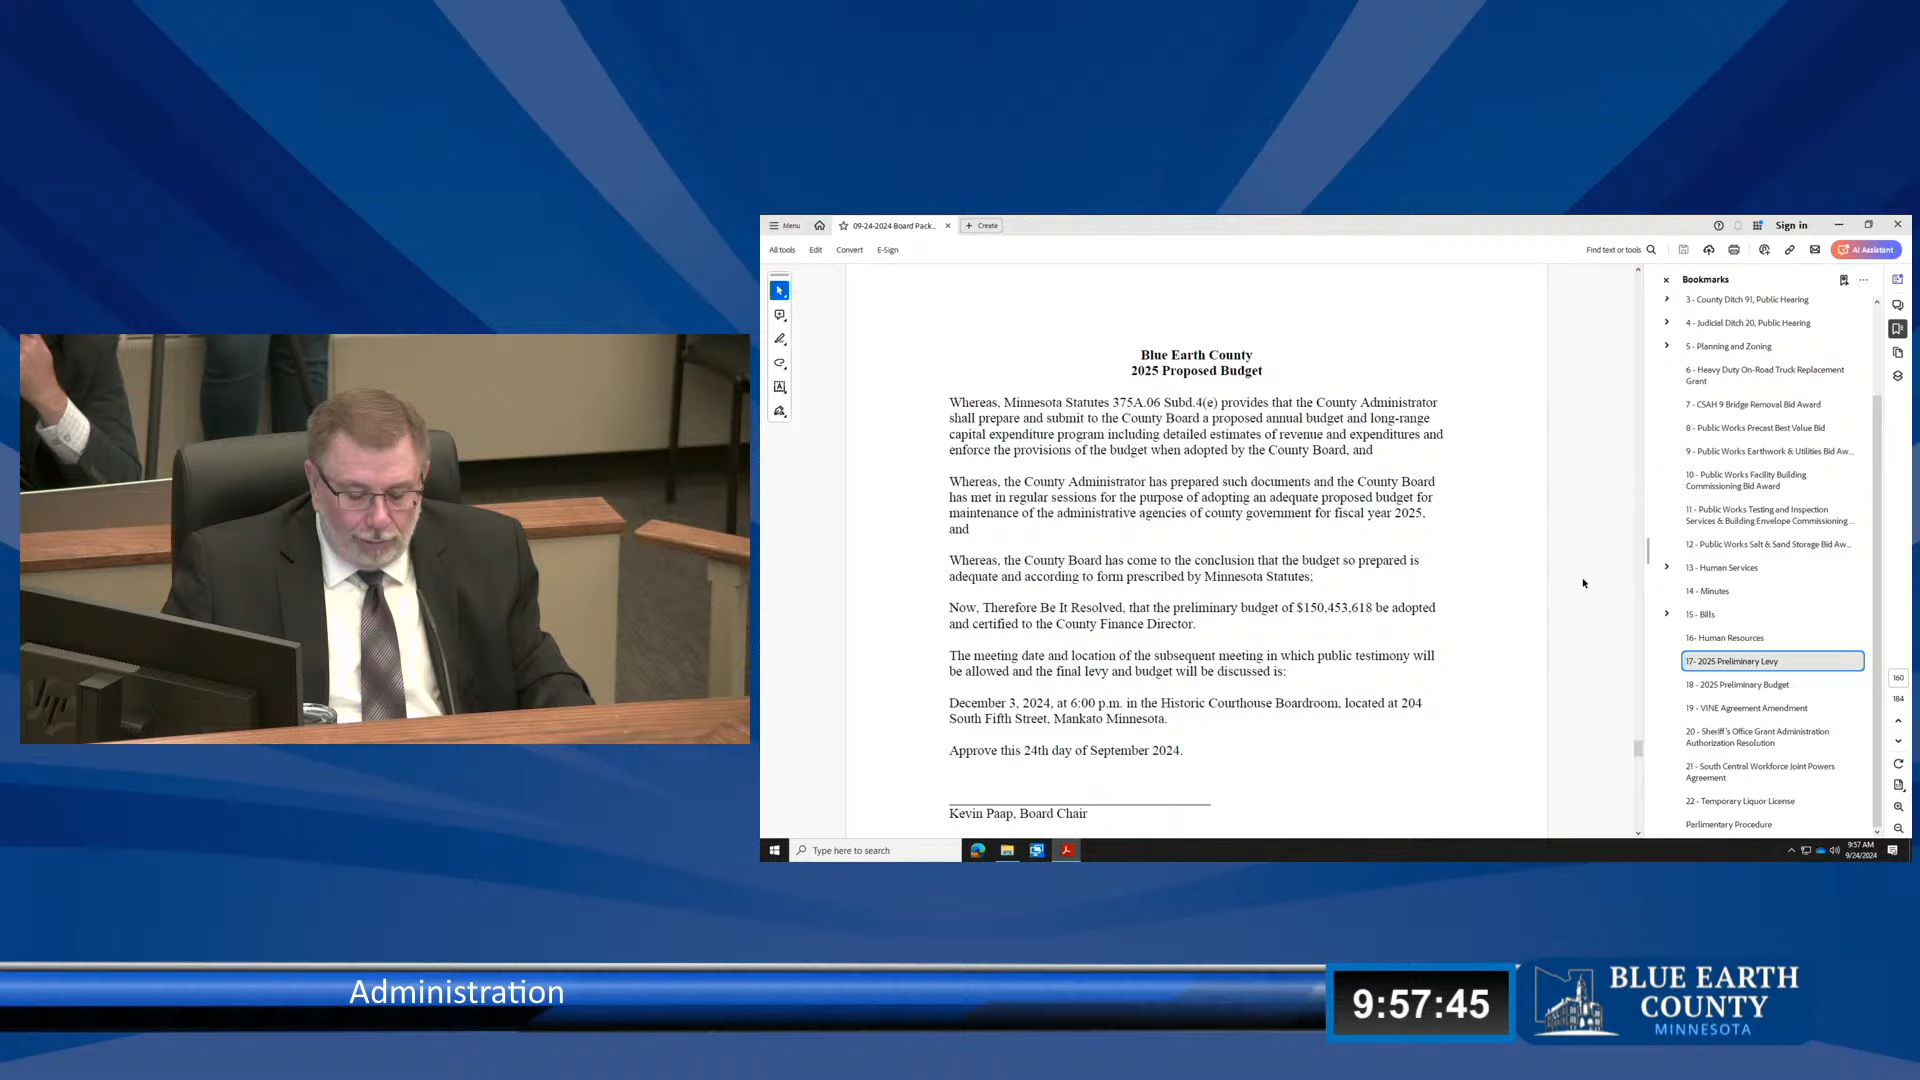 Menu
09-24-2024 Board Pack...
Create
Sign in
All tools
Edit
Convert
E-Sign
Find text or tools
AI Assistant
Blue Earth County
2025 Proposed Budget
Whereas, Minnesota Statutes 375A.06 Subd.4(e) provides that the County Administrator
shall prepare and submit to the County Board a proposed annual budget and long-range
capital expenditure program including detailed estimates of revenue and expenditures and
enforce the provisions of the budget when adopted by the County Board, and
Whereas, the County Administrator has prepared such documents and the County Board
has met in regular sessions for the purpose of adopting an adequate proposed budget for
maintenance of the administrative agencies of county government for fiscal year 2025,
and
Whereas, the County Board has come to the conclusion that the budget so prepared is
adequate and according to form prescribed by Minnesota Statutes;
Now, Therefore Be It Resolved, that the preliminary budget of $150,453,618 be adopted
and certified to the County Finance Director.
The meeting date and location of the subsequent meeting in which public testimony will
be allowed and the final levy and budget will be discussed is:
December 3, 2024, at 6:00 p.m. in the Historic Courthouse Boardroom, located at 204
South Fifth Street, Mankato Minnesota.
Approve this 24th day of September 2024.
Kevin Paap, Board Chair
Bookmarks
3 - County Ditch 91, Public Hearing
4 - Judicial Ditch 20, Public Hearing
5 - Planning and Zoning
6 - Heavy Duty On-Road Truck Replacement
Grant
7 - CSAH 9 Bridge Removal Bid Award
8 - Public Works Precast Best Value Bid
9 - Public Works Earthwork & Utilities Bid Aw...
10 - Public Works Facility Building
Commissioning Bid Award
11 - Public Works Testing and Inspection
Services & Building Envelope Commissioning ...
12 - Public Works Salt & Sand Storage Bid Aw...
13 - Human Services
14 - Minutes
15 - Bills
16- Human Resources
17- 2025 Preliminary Levy
18 - 2025 Preliminary Budget
19 - VINE Agreement Amendment
20 - Sheriff's Office Grant Administration
Authorization Resolution
21 - South Central Workforce Joint Powers
Agreement
22 - Temporary Liquor License
Parlimentary Procedure
160
184
Type here to search
9:57 AM
9/24/2024
hp
Administration
9:57:45
BLUE EARTH
COUNTY
MINNESOTA